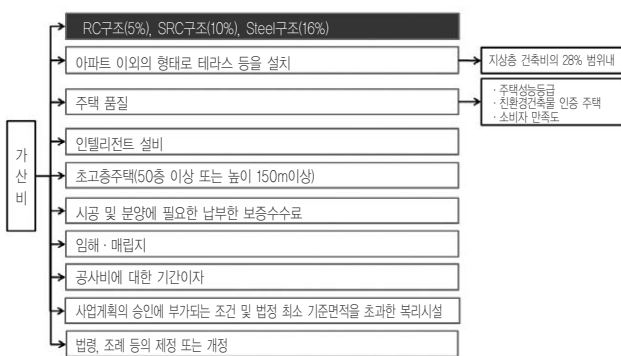 RC구조(5%), SRC구조(10%), Steel구조(16%)
아파트 이외의 형태로 테라스 등을 설치
지상층 건축비의 28% 범위내
주택 품질
· 주택성능등급
· 친환경건축물 인증 주택
· 소비자 만족도
가
산
비
인텔리전트 설비
초고층주택(50층 이상 또는 높이 150m이상)
시공 및 분양에 필요한 납부한 보증수수료
임해 · 매립지
공사비에 대한 기간이자
사업계획의 승인에 부가되는 조건 및 법정 최소 기준면적을 초과한 복리시설
법령, 조례 등의 제정 또는 개정